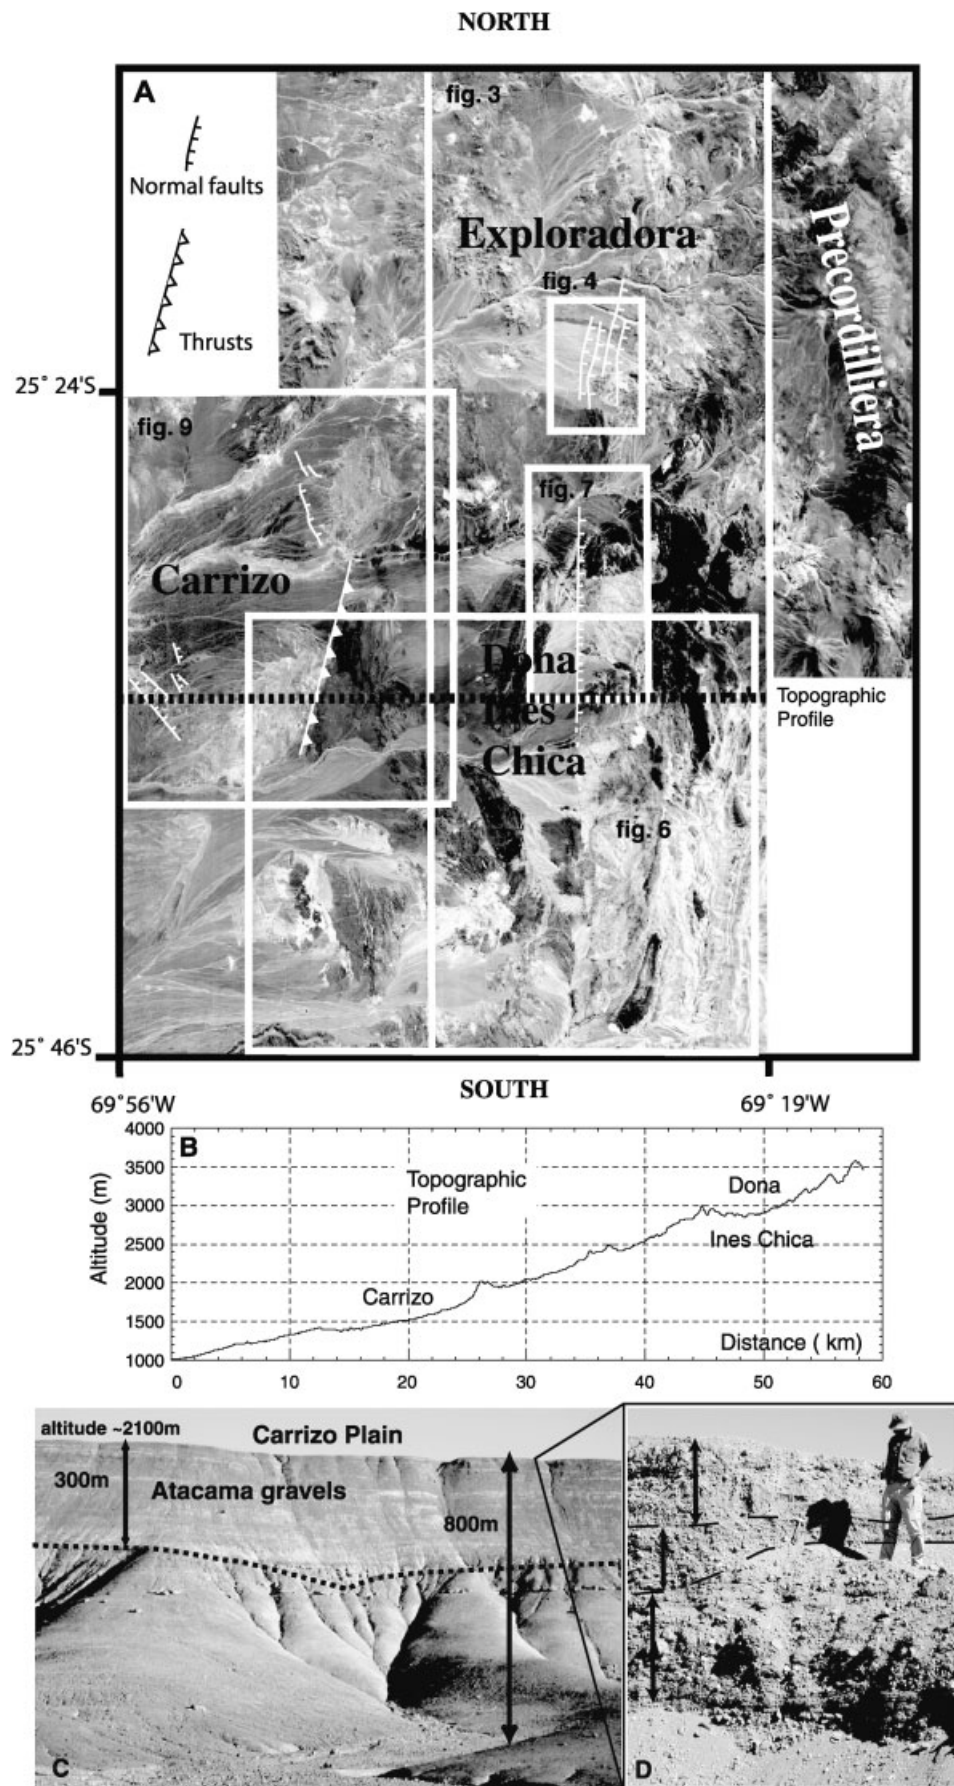 NORTH
A
fig. 3
Normal faults
Thrusts
Exploradora
fig. 4
Precordilliera
25° 24'S
fig. 9
fig. 7
Carrizo
Dona
Ines
Chica
Topographic
Profile
fig. 6
25° 46'S
SOUTH
69° 56'W
69° 19'W
B
4000
3500
3000
2500
2000
1500
1000
Altitude (m)
Topographic
Profile
Dona
Ines Chica
Carrizo
Distance ( km)
0 10 20 30 40 50 60
altitude ~2100m
Carrizo Plain
300m
Atacama gravels
800m
C
D